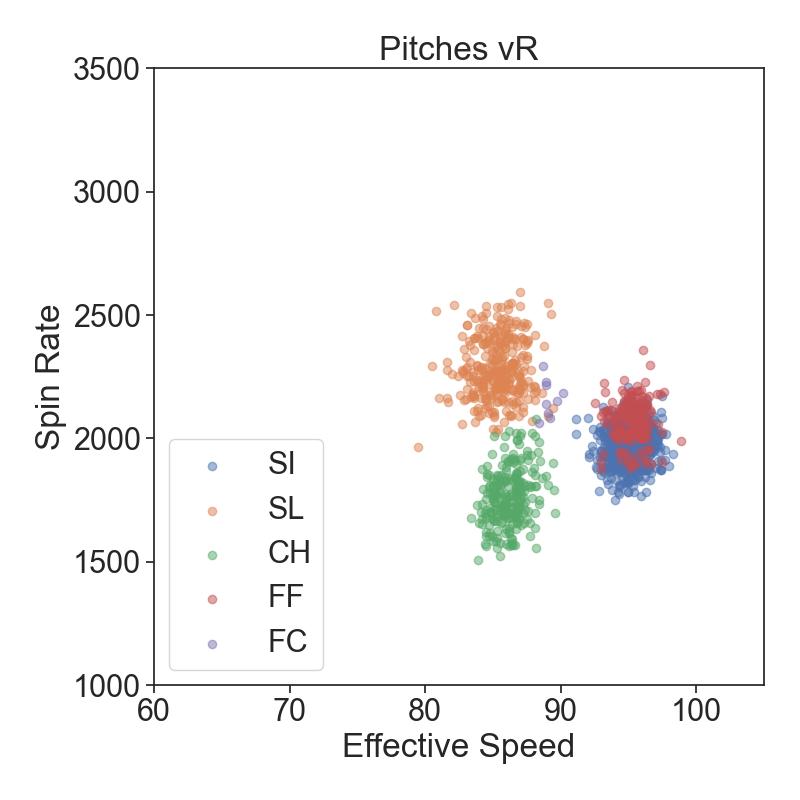 Pitches vR
Spin Rate
3500
3000
2500
2000
1500
1000
SI
SL
CH
FF
FC
60 70 80 90 100
Effective Speed